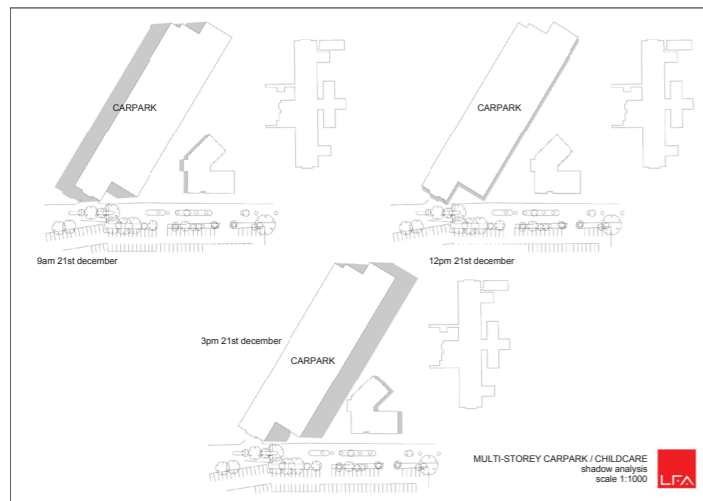 CARPARK
CARPARK
9am 21st december
12pm 21st december
3pm 21st december
CARPARK
MULTI-STOREY CARPARK / CHILDCARE
shadow analysis
scale 1:1000
LFA